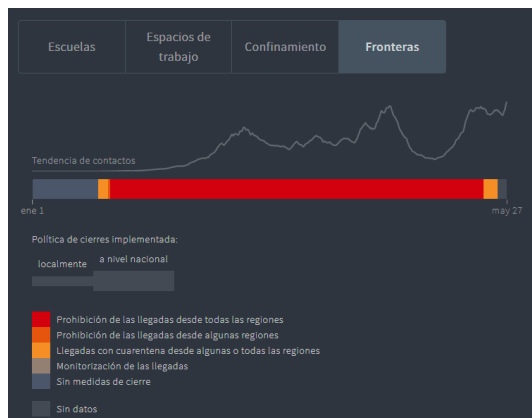 Escuelas
Espacios de
trabajo
Confinamiento
Fronteras
Tendencia de contactos
ene 1
may 27
Política de cierres implementada:
localmente
a nivel nacional
Prohibición de las llegadas desde todas las regiones
Prohibición de las llegadas desde algunas regiones
Llegadas con cuarentena desde algunas o todas las regiones
Monitorización de las llegadas
Sin medidas de cierre
Sin datos